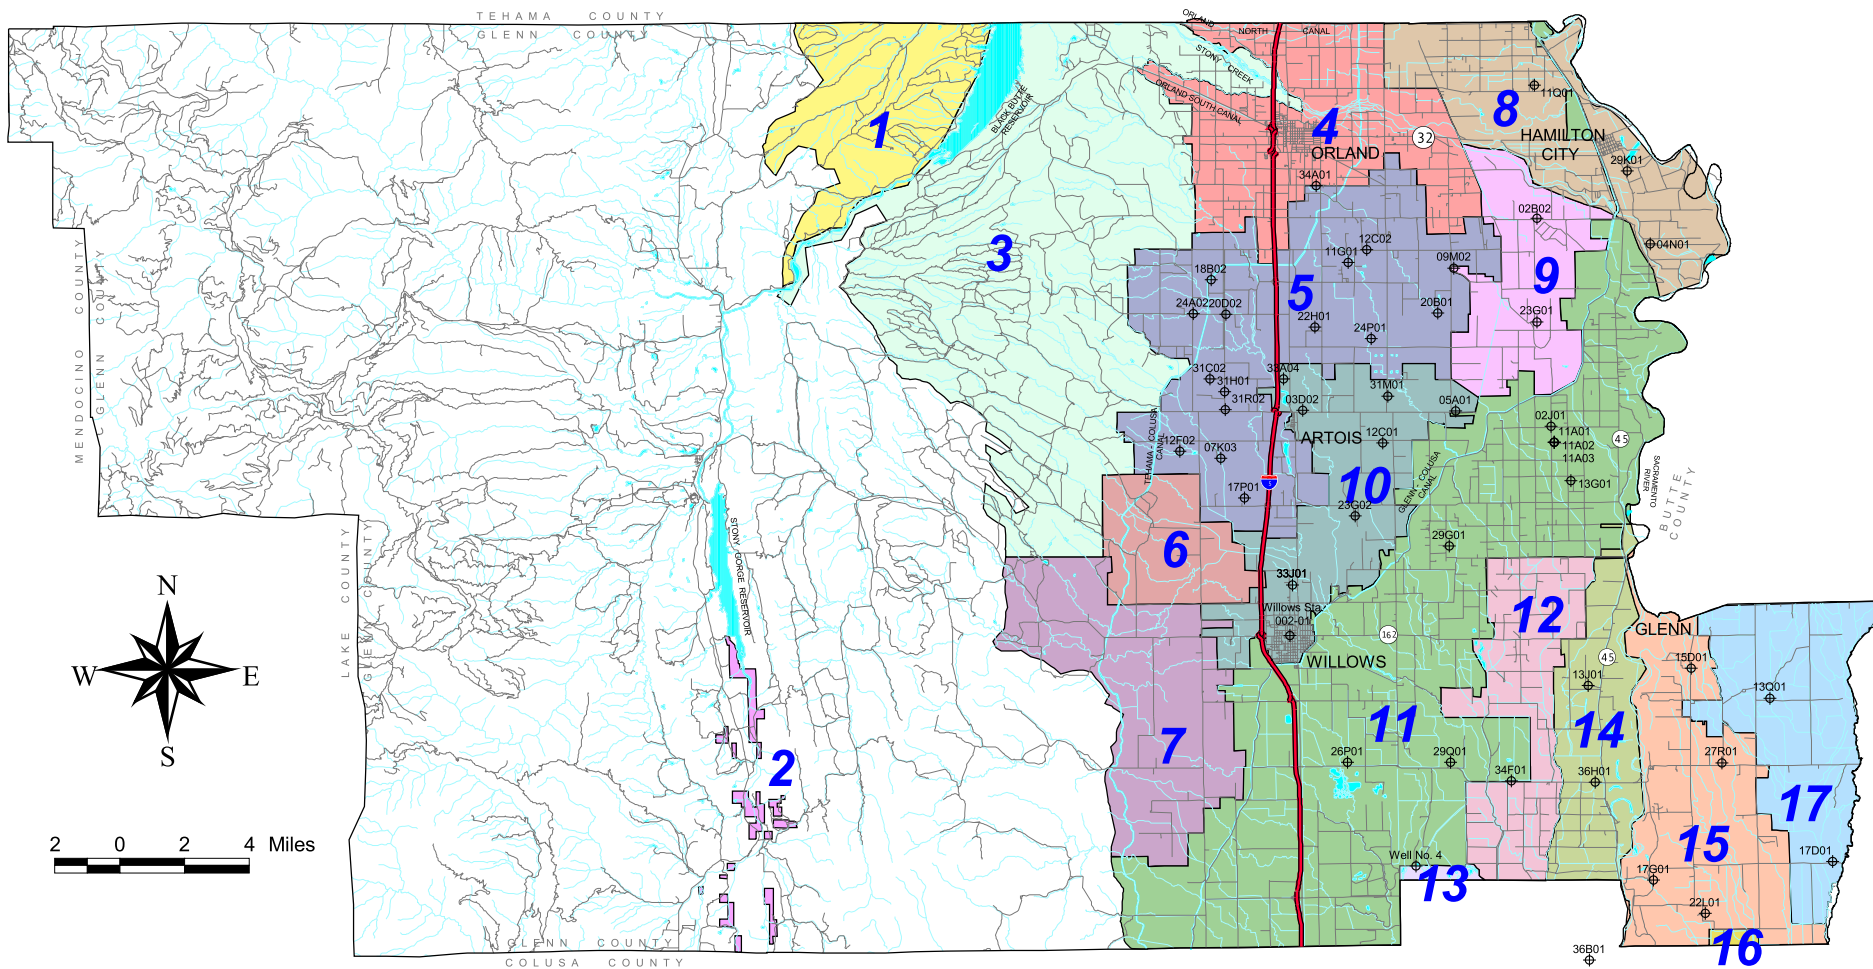 TEHAMA COUNTY
GLENN COUNTY
ORLAND
NORTH
CANAL
STONY CREEK
ORLAND SOUTH CANAL
BLACK BUTTE
RESERVOIR
1
3
4
8
11Q01
HAMILTON
CITY
29K01
32
ORLAND
34A01
02B02
04N01
12C02
11G01
09M02
18B02
5
9
24A02
20D02
22H01
20B01
23G01
24P01
MENDOCINO COUNTY
GLENN COUNTY
31C02
31H01
33A04
31M01
31R02
03D02
05A01
02J01
11A01
11A02
11A03
45
ARTOIS
12C01
12F02
07K03
TEHAMA - COLUSA
CANAL
GLENN - COLUSA
CANAL
13G01
SACRAMENTO
RIVER
BUTTE
COUNTY
17P01
5
10
23G02
29G01
6
33J01
STONY GORGE RESERVOIR
LAKE COUNTY
GLENN COUNTY
N
W
E
S
Willows Sta.
002-01
162
WILLOWS
12
GLENN
45
15D01
13J01
13Q01
2
7
11
14
26P01
29Q01
34F01
36H01
27R01
17
15
2 0 2 4 Miles
Well No. 4
13
17G01
17D01
22L01
16
36B01
GLENN COUNTY
COLUSA COUNTY